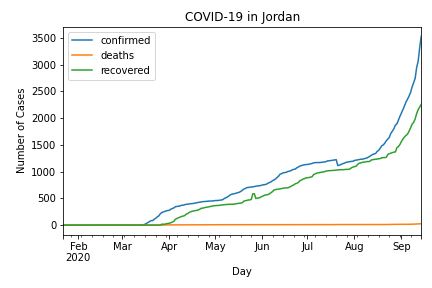 COVID-19 in Jordan
confirmed
deaths
recovered
Number of Cases
3500
3000
2500
2000
1500
1000
500
0
Feb Mar Apr May Jun Jul Aug Sep
2020
Day